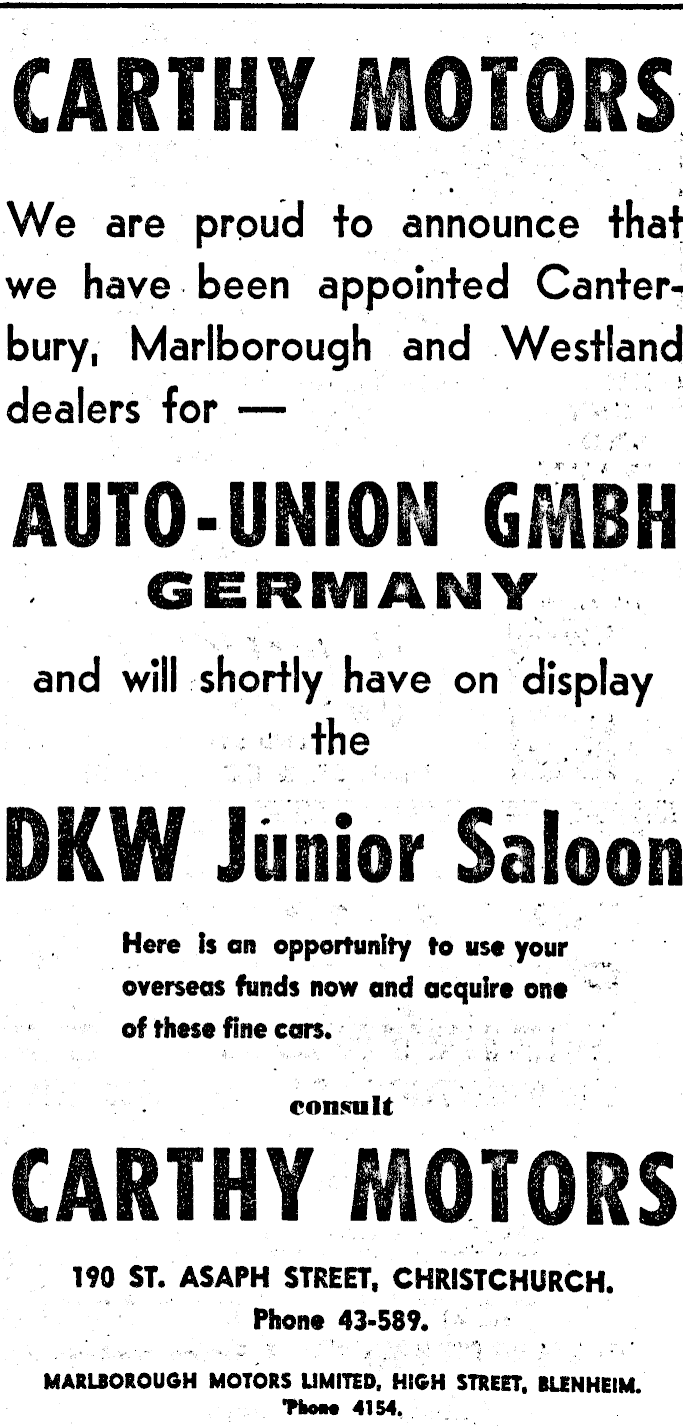 CARTHY MOTORS
We are proud to announce that
we have been appointed Canter-
bury, Marlborough and Westland
dealers for —
AUTO-UNION GMBH
GERMANY
and will shortly have on display
the
DKW Junior Saloon
Here is an opportunity to use your
overseas funds now and acquire one
of these fine cars.
consult
CARTHY MOTORS
190 ST. ASAPH STREET, CHRISTCHURCH.
Phone 43-589.
MARLBOROUGH MOTORS LIMITED, HIGH STREET, BLENHEIM.
'Phone 4154.